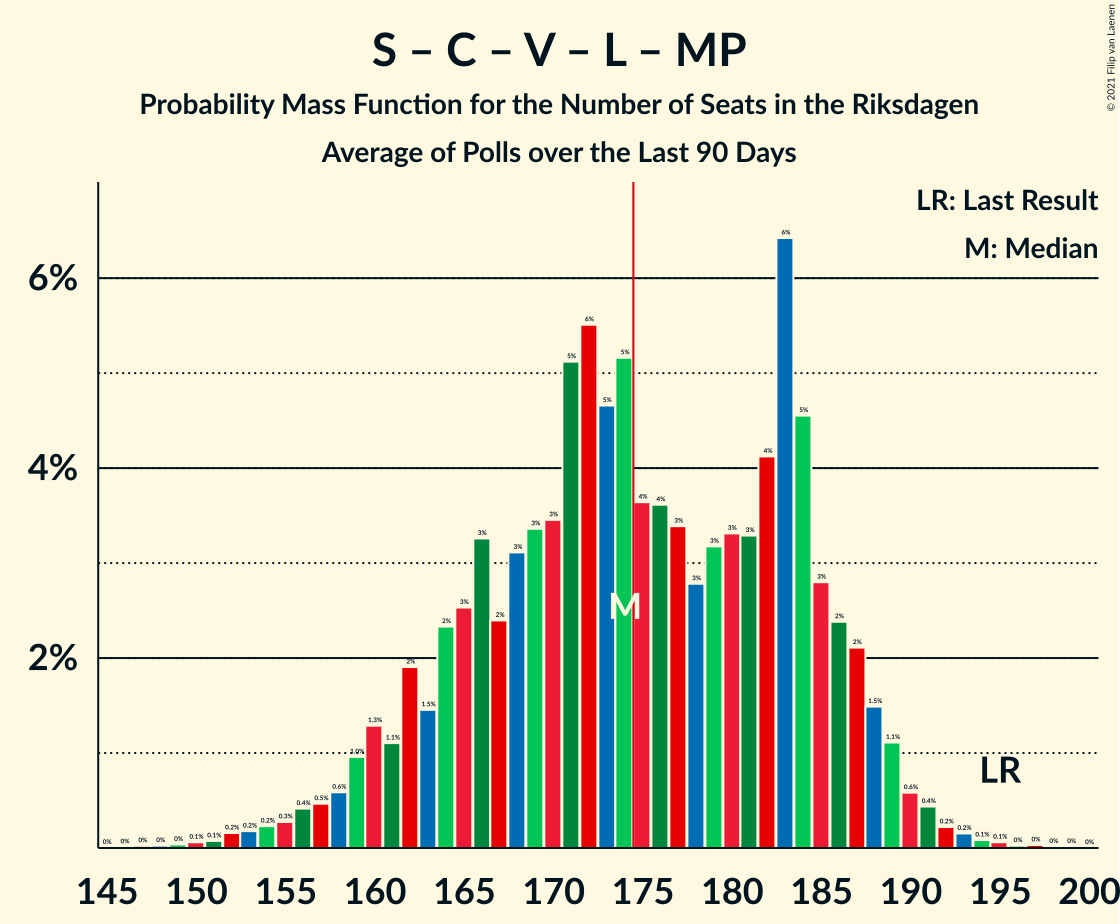 S – C – V – L – MP
Probability Mass Function for the Number of Seats in the Riksdagen
Average of Polls over the Last 90 Days
© 2021 Filip van Laenen
LR: Last Result
M: Median
6%
4%
2%
0% 0% 0% 0% 0% 0.1% 0.1% 0.2% 0.2% 0.2% 0.3% 0.4% 0.5% 0.6% 1.0% 1.3% 1.1% 2% 1.5% 2% 3% 3% 2% 3% 3% 3% 5% 6% 5% 5% 4% 4% 3% 3% 3% 3% 3% 4% 6% 5% 3% 2% 2% 1.5% 1.1% 0.6% 0.4% 0.2% 0.2% 0.1% 0.1% 0% 0% 0% 0% 0%
M
LR
145 150 155 160 165 170 175 180 185 190 195 200